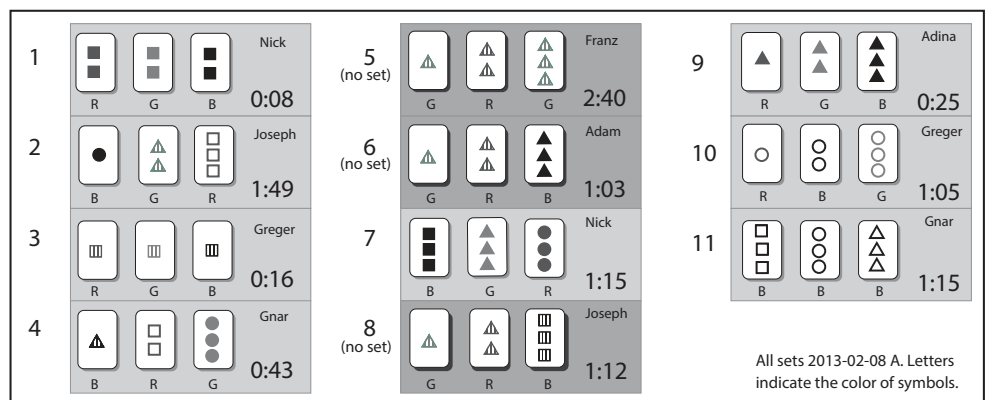 1
Nick
R G B
0:08
2
Joseph
B G R
1:49
3
Greger
R G B
0:16
4
Gnar
B R G
0:43
5
(no set)
Franz
G R G
2:40
6
(no set)
Adam
G R B
1:03
7
Nick
B G R
1:15
8
(no set)
Joseph
G R B
1:12
9
Adina
R G B
0:25
10
Greger
R B G
1:05
11
Gnar
B B B
1:15
All sets 2013-02-08 A. Letters
indicate the color of symbols.